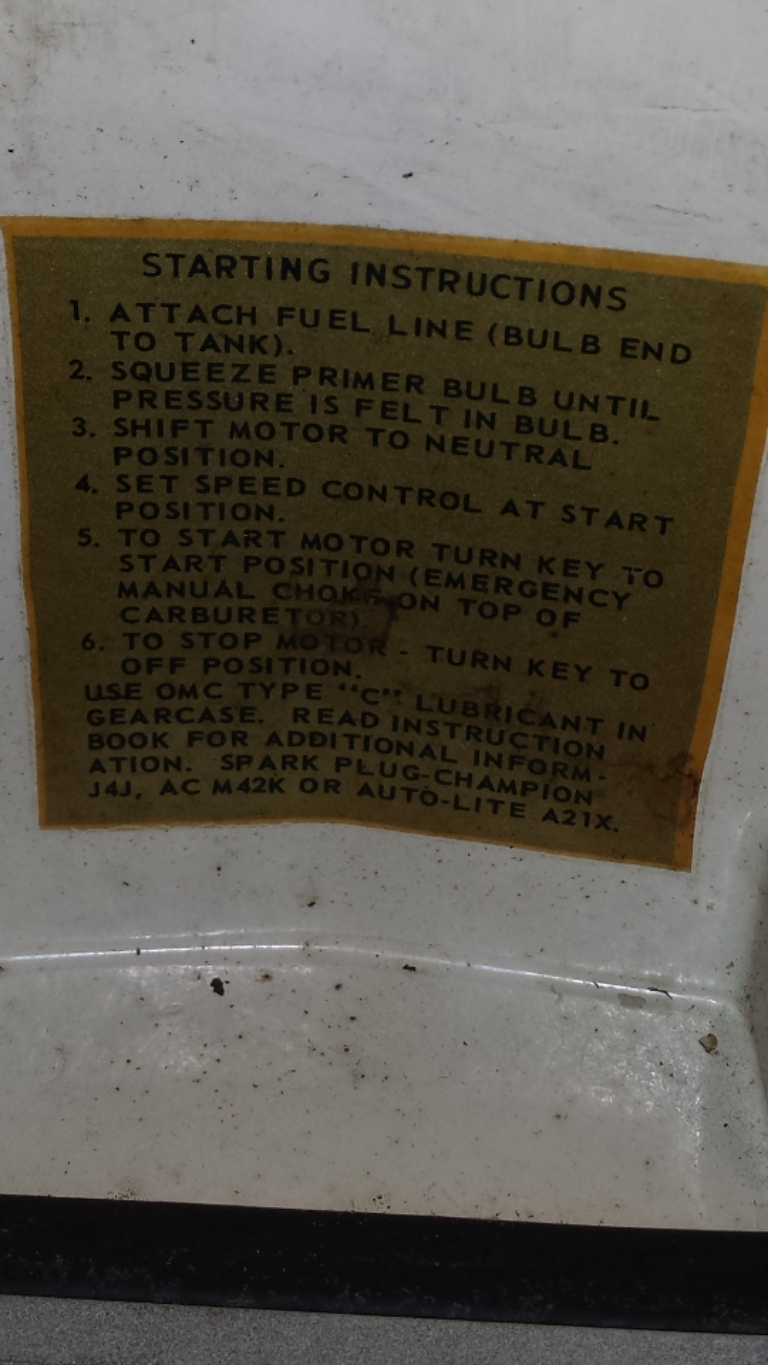 STARTING INSTRUCTIONS
1. ATTACH FUEL LINE (BULB END
TO TANK).
2. SQUEEZE PRIMER BULB UNTIL
PRESSURE IS FELT IN BULB.
3. SHIFT MOTOR TO NEUTRAL
POSITION.
4. SET SPEED CONTROL AT START
POSITION.
5. TO START MOTOR TURN KEY TO
START POSITION (EMERGENCY
MANUAL CHOKE ON TOP OF
CARBURETOR).
6. TO STOP MOTOR - TURN KEY TO
OFF POSITION.
USE OMC TYPE "C" LUBRICANT IN
GEARCASE. READ INSTRUCTION
BOOK FOR ADDITIONAL INFORM-
ATION. SPARK PLUG-CHAMPION
J4J, AC M42K OR AUTO-LITE A21X.